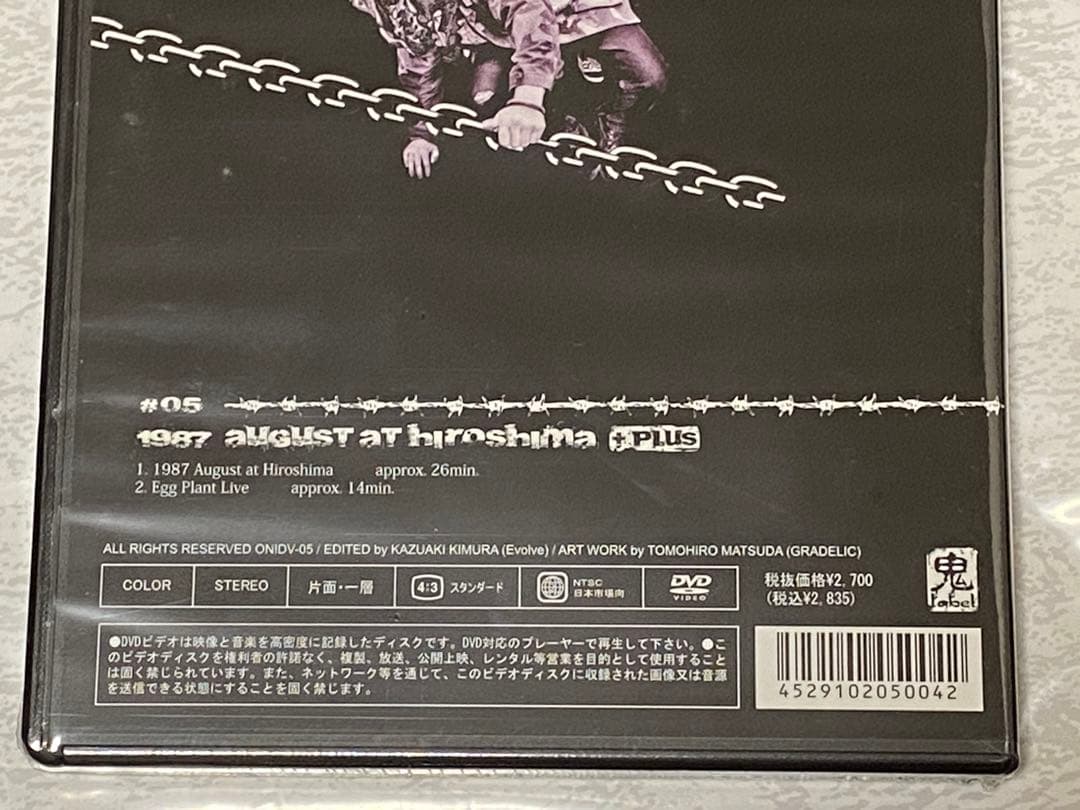 #05
1987 aUGUST aT hiroshima +PLUS
1. 1987 August at Hiroshima approx. 26min.
2. Egg Plant Live approx. 14min.
ALL RIGHTS RESERVED ONIDV-05 / EDITED by KAZUAKI KIMURA (Evolve) / ART WORK by TOMOHIRO MATSUDA (GRADELIC)
COLOR STEREO 片面・一層 4:3 スタンダード NTSC 日本市場向 DVD VIDEO
税抜価格¥2,700
(税込¥2,835)
鬼
label
●DVDビデオは映像と音楽を高密度に記録したディスクです。DVD対応のプレーヤーで再生して下さい。●こ
のビデオディスクを権利者の許諾なく、複製、放送、公開上映、レンタル等営業を目的として使用すること
は固く禁じられています。また、ネットワーク等を通じて、このビデオディスクに収録された画像又は音源
を送信できる状態にすることを固く禁じます。
4529102050042